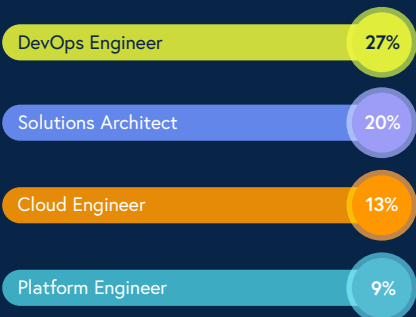 DevOps Engineer 27%
Solutions Architect 20%
Cloud Engineer 13%
Platform Engineer 9%